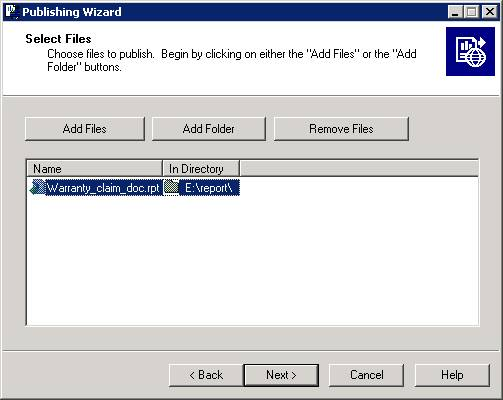 Publishing Wizard
Select Files
Choose files to publish. Begin by clicking on either the "Add Files" or the "Add
Folder" buttons.
Add Files Add Folder Remove Files
Name In Directory
Warranty_claim_doc.rpt E:\report\
< Back Next > Cancel Help